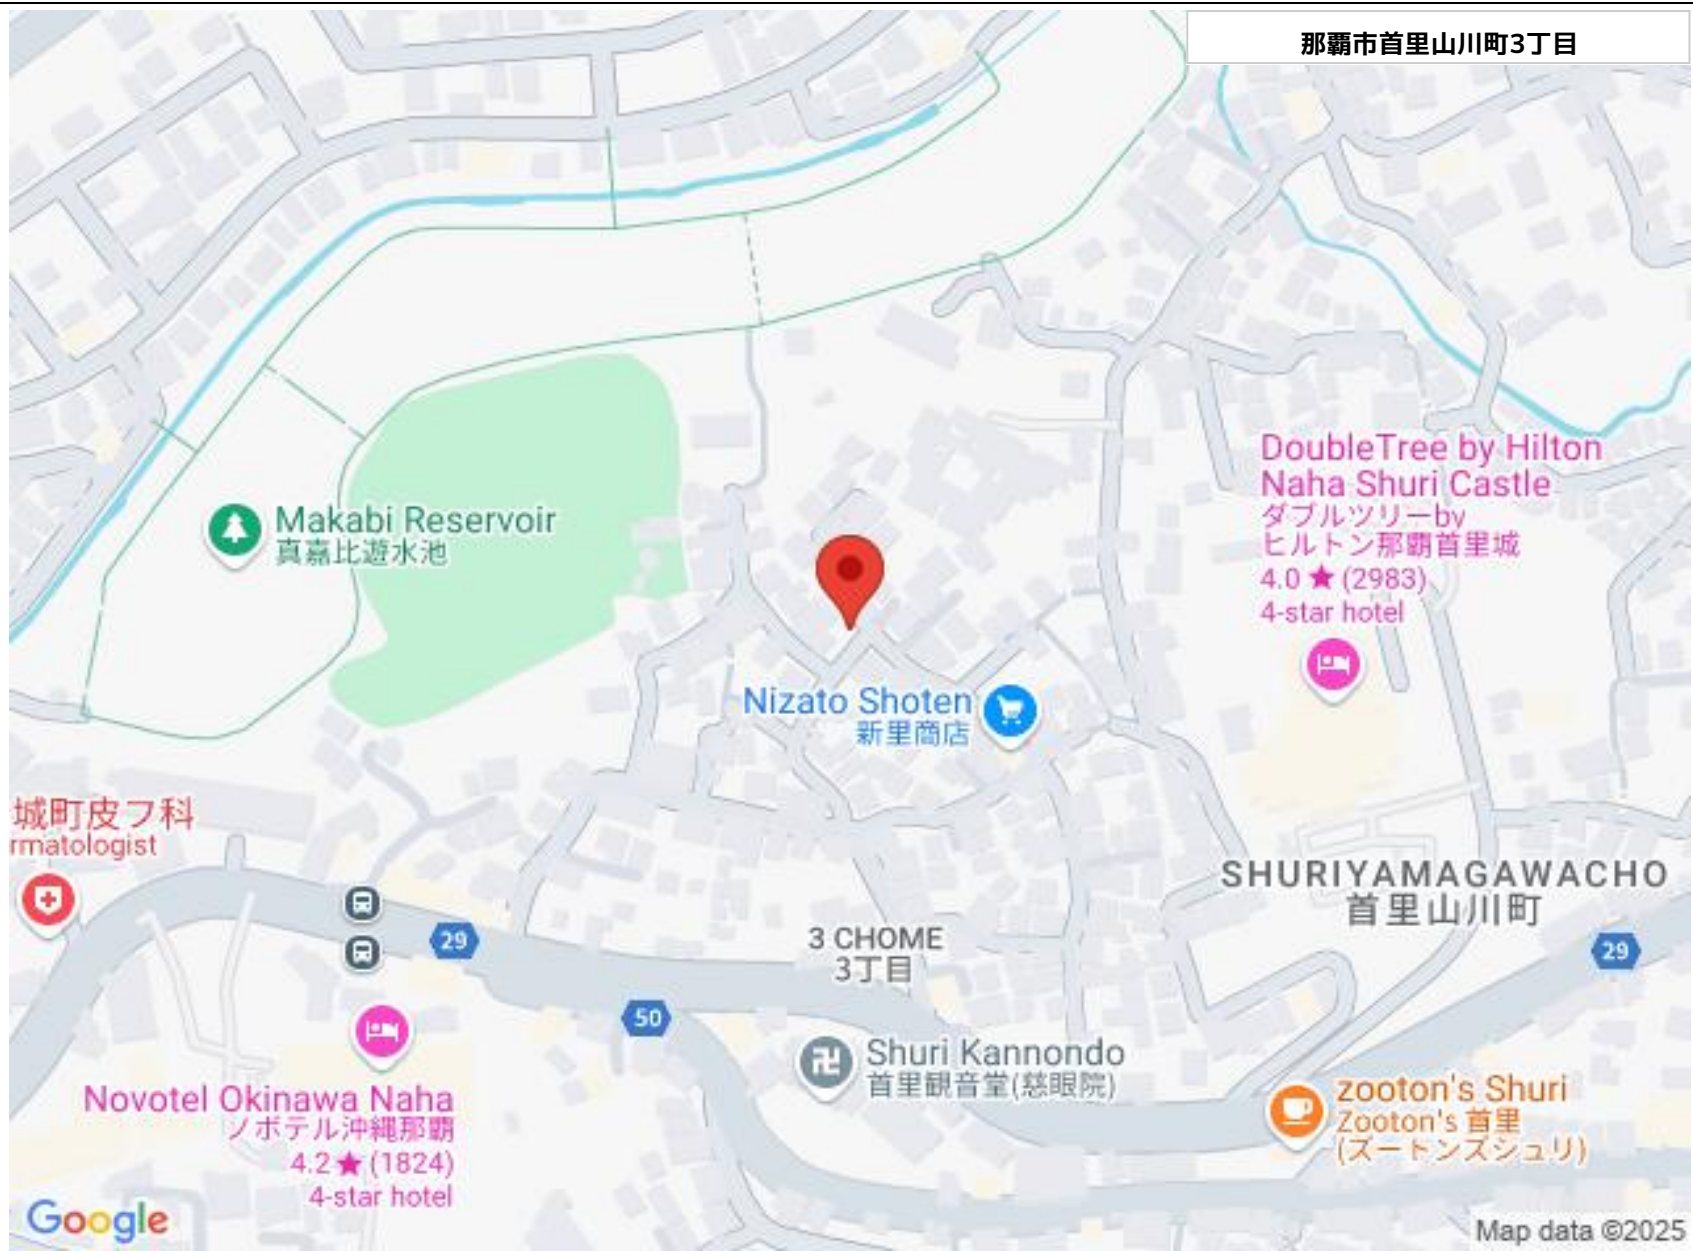 那覇市首里山川町3丁目
DoubleTree by Hilton
Naha Shuri Castle
ダブルツリーby
ヒルトン那覇首里城
4.0 ★ (2983)
4-star hotel
Makabi Reservoir
真嘉比遊水池
Nizato Shoten
新里商店
城町皮フ科
rmatologist
SHURIYAMAGAWACHO
首里山川町
29
3 CHOME
3丁目
29
50
Shuri Kannondo
首里観音堂(慈眼院)
zooton's Shuri
Zooton's 首里
(ズートンズシュリ)
Novotel Okinawa Naha
ノボテル沖縄那覇
4.2 ★ (1824)
4-star hotel
Google
Map data ©2025